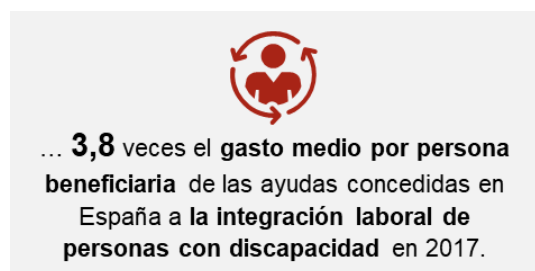 … 3,8 veces el gasto medio por persona
beneficiaria de las ayudas concedidas en
España a la integración laboral de
personas con discapacidad en 2017.